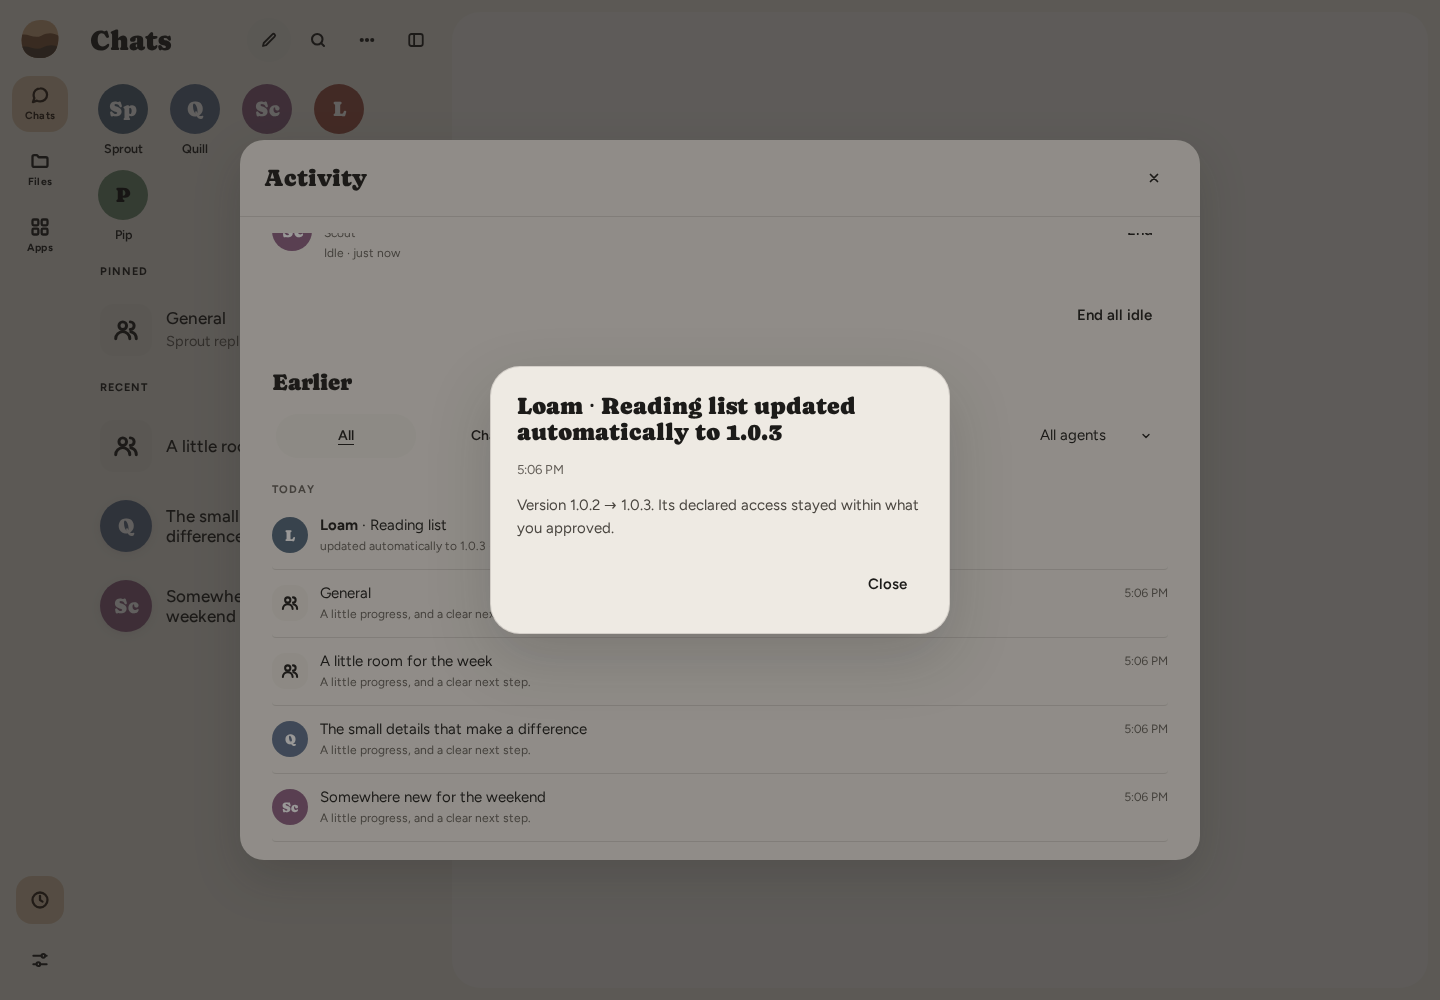 Chats
Chats
Files
Apps
Sp
Q
Sc
L
Sprout
Quill
P
Pip
PINNED
General
Sprout repl
RECENT
A little roo
Q
The small
difference
Sc
Somewhe
weekend
Activity
Sc
Scout
Idle · just now
End
End all idle
Earlier
All
Ch
All agents
TODAY
L
Loam · Reading list
updated automatically to 1.0.3
General
A little progress, and a clear nex
5:06 PM
A little room for the week
A little progress, and a clear next step.
5:06 PM
Q
The small details that make a difference
A little progress, and a clear next step.
5:06 PM
Sc
Somewhere new for the weekend
A little progress, and a clear next step.
5:06 PM
Loam · Reading list updated
automatically to 1.0.3
5:06 PM
Version 1.0.2 → 1.0.3. Its declared access stayed within what
you approved.
Close